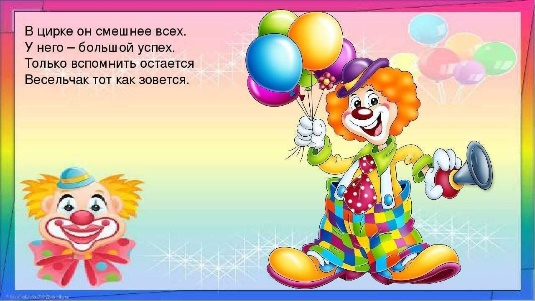 В цирке он смешнее всех.
У него – большой успех.
Только вспомнить остается
Весельчак тот как зовется.